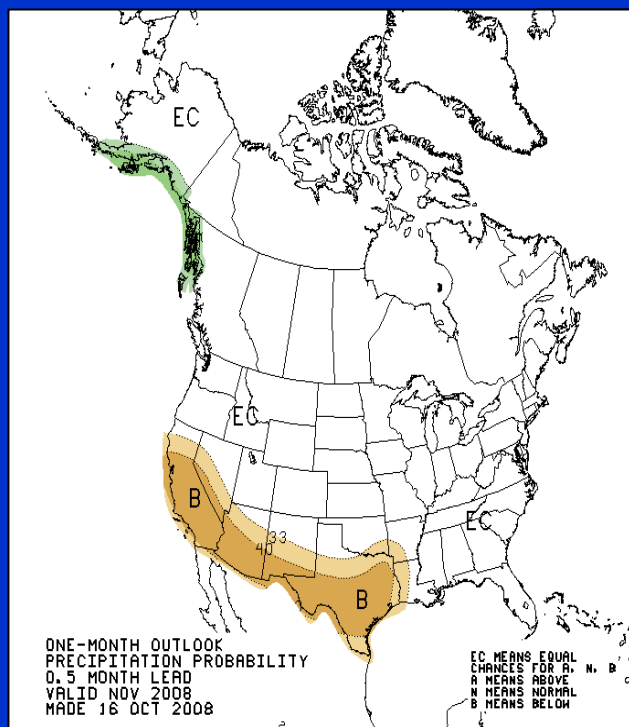 EC
EC
B
EC
33
40
B
ONE-MONTH OUTLOOK
PRECIPITATION PROBABILITY
0.5 MONTH LEAD
VALID NOV 2008
MADE 16 OCT 2008
EC MEANS EQUAL
CHANCES FOR A, N, B
A MEANS ABOVE
N MEANS NORMAL
B MEANS BELOW